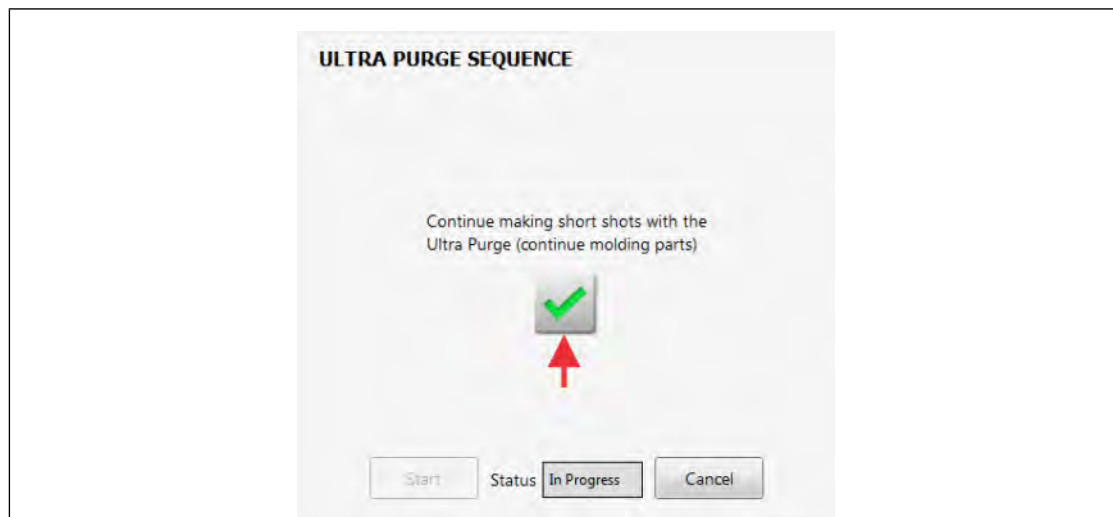 ULTRA PURGE SEQUENCE
Continue making short shots with the
Ultra Purge (continue molding parts)
Start Status In Progress Cancel